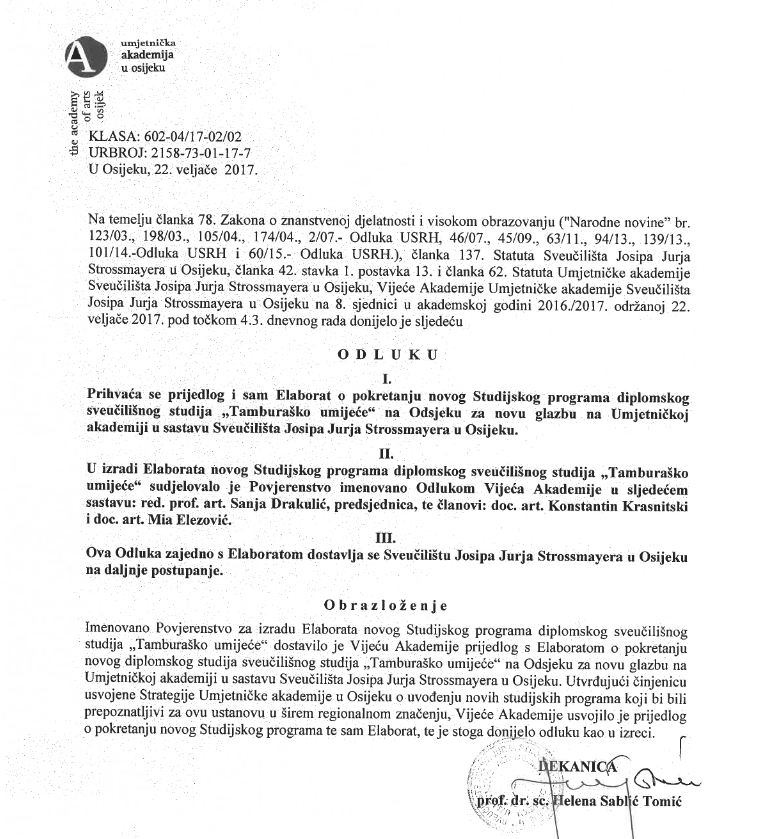 umjetnička
akademija
u osijeku
the academy
of arts
osijek
KLASA: 602-04/17-02/02
URBROJ: 2158-73-01-17-7
U Osijeku, 22. veljače 2017.
Na temelju članka 78. Zakona o znanstvenoj djelatnosti i visokom obrazovanju ("Narodne novine” br.
123/03., 198/03., 105/04., 174/04., 2/07.- Odluka USRH, 46/07., 45/09., 63/11., 94/13., 139/13.,
101/14.-Odluka USRH i 60/15.- Odluka USRH.), članka 137. Statuta Sveučilišta Josipa Jurja
Strossmayera u Osijeku, članka 42. stavka 1. postavka 13. i članka 62. Statuta Umjetničke akademije
Sveučilišta Josipa Jurja Strossmayera u Osijeku, Vijeće Akademije Umjetničke akademije Sveučilišta
Josipa Jurja Strossmayera u Osijeku na 8. sjednici u akademskoj godini 2016./2017. održanoj 22.
veljače 2017. pod točkom 4.3. dnevnog rada donijelo je sljedeću
O D L U K U
I.
Prihvaća se prijedlog i sam Elaborat o pokretanju novog Studijskog programa diplomskog
sveučilišnog studija „Tamburaško umijeće“ na Odsjeku za novu glazbu na Umjetničkoj
akademiji u sastavu Sveučilišta Josipa Jurja Strossmayera u Osijeku.
II.
U izradi Elaborata novog Studijskog programa diplomskog sveučilišnog studija „Tamburaško
umijeće“ sudjelovalo je Povjerenstvo imenovano Odlukom Vijeća Akademije u sljedećem
sastavu: red. prof. art. Sanja Drakulić, predsjednica, te članovi: doc. art. Konstantin Krasnitski
i doc. art. Mia Elezović.
III.
Ova Odluka zajedno s Elaboratom dostavlja se Sveučilištu Josipa Jurja Strossmayera u Osijeku
na daljnje postupanje.
O b r a z l o ž e n j e
Imenovano Povjerenstvo za izradu Elaborata novog Studijskog programa diplomskog sveučilišnog
studija „Tamburaško umijeće“ dostavilo je Vijeću Akademije prijedlog s Elaboratom o pokretanju
novog diplomskog studija sveučilišnog studija „Tamburaško umijeće“ na Odsjeku za novu glazbu na
Umjetničkoj akademiji u sastavu Sveučilišta Josipa Jurja Strossmayera u Osijeku. Utvrđujući činjenicu
usvojene Strategije Umjetničke akademije u Osijeku o uvođenju novih studijskih programa koji bi bili
prepoznatljivi za ovu ustanovu u širem regionalnom značenju, Vijeće Akademije usvojilo je prijedlog
o pokretanju novog Studijskog programa te sam Elaborat, te je stoga donijelo odluku kao u izreci.
DEKANICA
prof. dr. sc. Helena Sablić Tomić